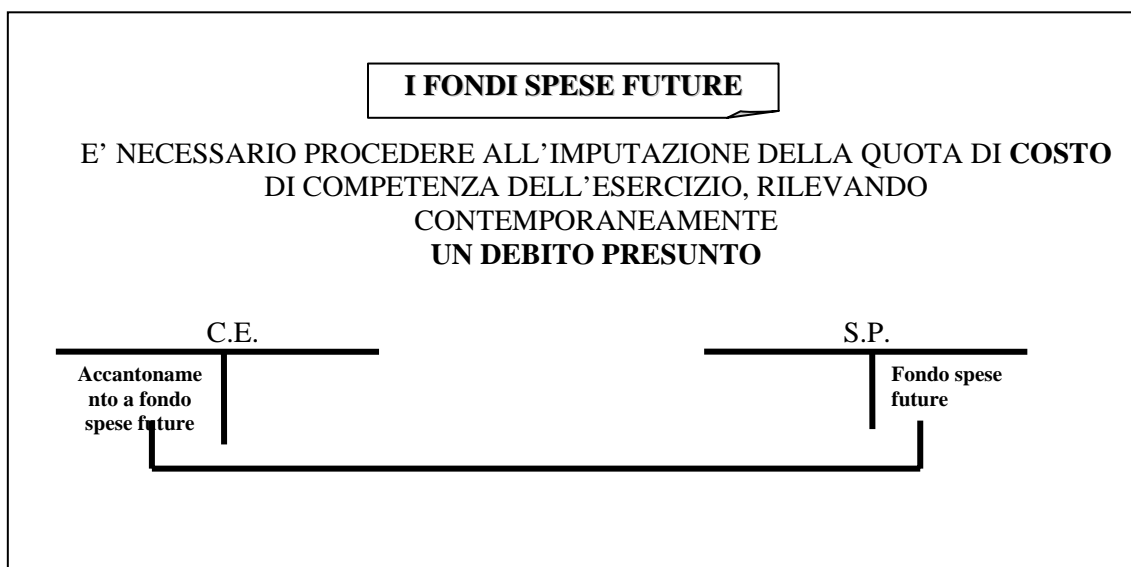 I FONDI SPESE FUTURE
E’ NECESSARIO PROCEDERE ALL’IMPUTAZIONE DELLA QUOTA DI COSTO
DI COMPETENZA DELL’ESERCIZIO, RILEVANDO
CONTEMPORANEAMENTE
UN DEBITO PRESUNTO
C.E.
Accantoname
nto a fondo
spese future
S.P.
Fondo spese
future